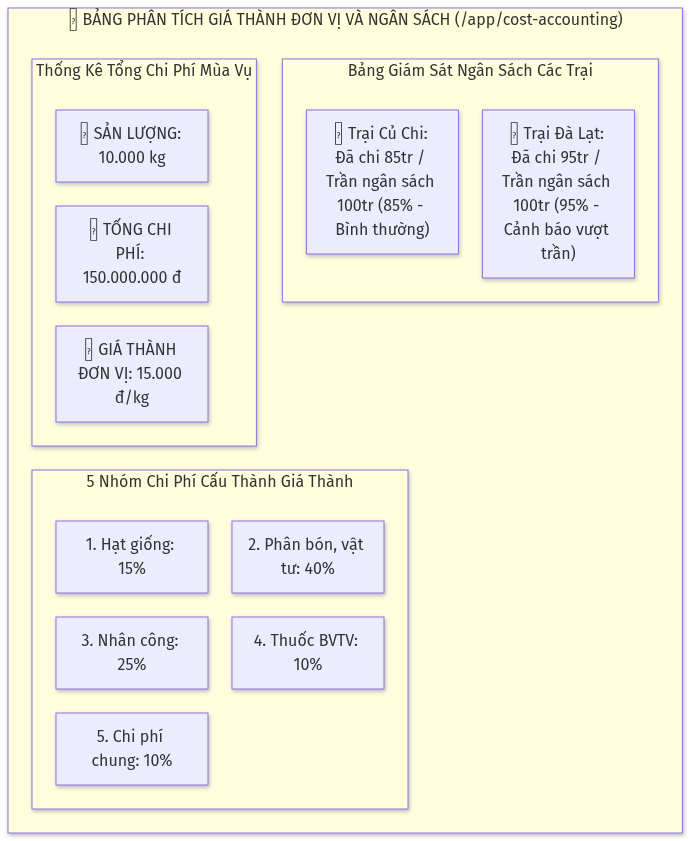 BẢNG PHÂN TÍCH GIÁ THÀNH ĐƠN VỊ VÀ NGÂN SÁCH (/app/cost-accounting)
Thống Kê Tổng Chi Phí Mùa Vụ
SẢN LƯỢNG:
10.000 kg
TỔNG CHI
PHÍ:
150.000.000 đ
GIÁ THÀNH
ĐƠN VỊ: 15.000
đ/kg
Bảng Giám Sát Ngân Sách Các Trại
Trại Củ Chi:
Đã chi 85tr /
Trần ngân sách
100tr (85% -
Bình thường)
Trại Đà Lạt:
Đã chi 95tr /
Trần ngân sách
100tr (95% -
Cảnh báo vượt
trần)
5 Nhóm Chi Phí Cấu Thành Giá Thành
1. Hạt giống:
15%
2. Phân bón, vật
tư: 40%
3. Nhân công:
25%
4. Thuốc BVTV:
10%
5. Chi phí
chung: 10%